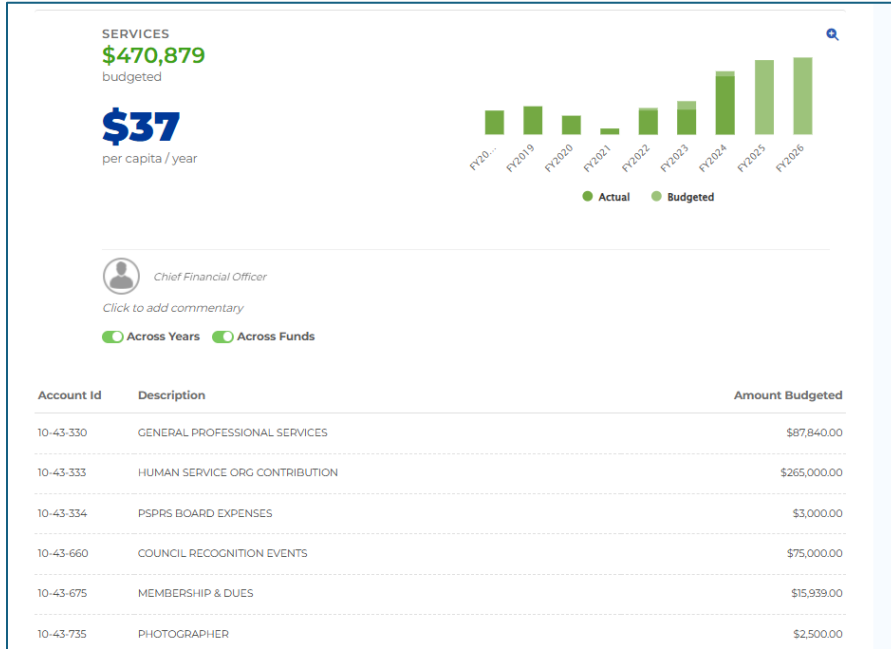 SERVICES
$470,879
budgeted
$37
per capita / year
FY20... FY2019 FY2020 FY2021 FY2022 FY2023 FY2024 FY2025 FY2026
Actual Budgeted
Chief Financial Officer
Click to add commentary
Across Years Across Funds
Account Id Description Amount Budgeted
10-43-330 GENERAL PROFESSIONAL SERVICES $87,840.00
10-43-333 HUMAN SERVICE ORG CONTRIBUTION $265,000.00
10-43-334 PSPRS BOARD EXPENSES $3,000.00
10-43-660 COUNCIL RECOGNITION EVENTS $75,000.00
10-43-675 MEMBERSHIP & DUES $15,939.00
10-43-735 PHOTOGRAPHER $2,500.00